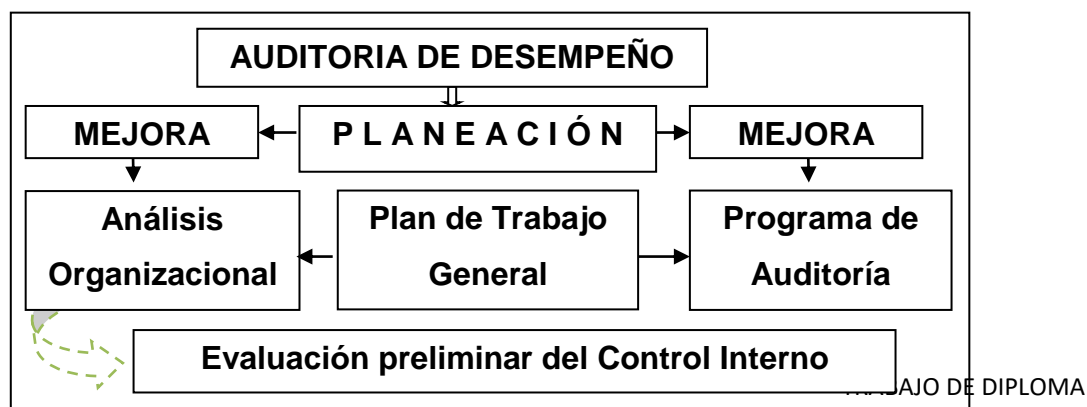 AUDITORIA DE DESEMPEÑO
MEJORA
P L A N E A C I Ó N
MEJORA
Análisis
Organizacional
Plan de Trabajo
General
Programa de
Auditoría
Evaluación preliminar del Control Interno
DE DIPLOMA